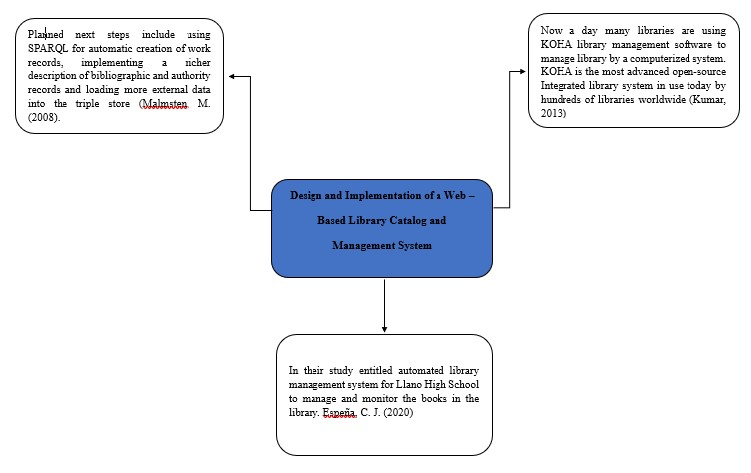 Planned next steps include using
SPARQL for automatic creation of work
records, implementing a richer
description of bibliographic and authority
records and loading more external data
into the triple store (Malmsten. M.
(2008).
Now a day many libraries are using
KOHA library management software to
manage library by a computerized system.
KOHA is the most advanced open-source
Integrated library system in use today by
hundreds of libraries worldwide (Kumar,
2013)
Design and Implementation of a Web –
Based Library Catalog and
Management System
In their study entitled automated library
management system for Llano High School
to manage and monitor the books in the
library. Espeña, C. J. (2020)